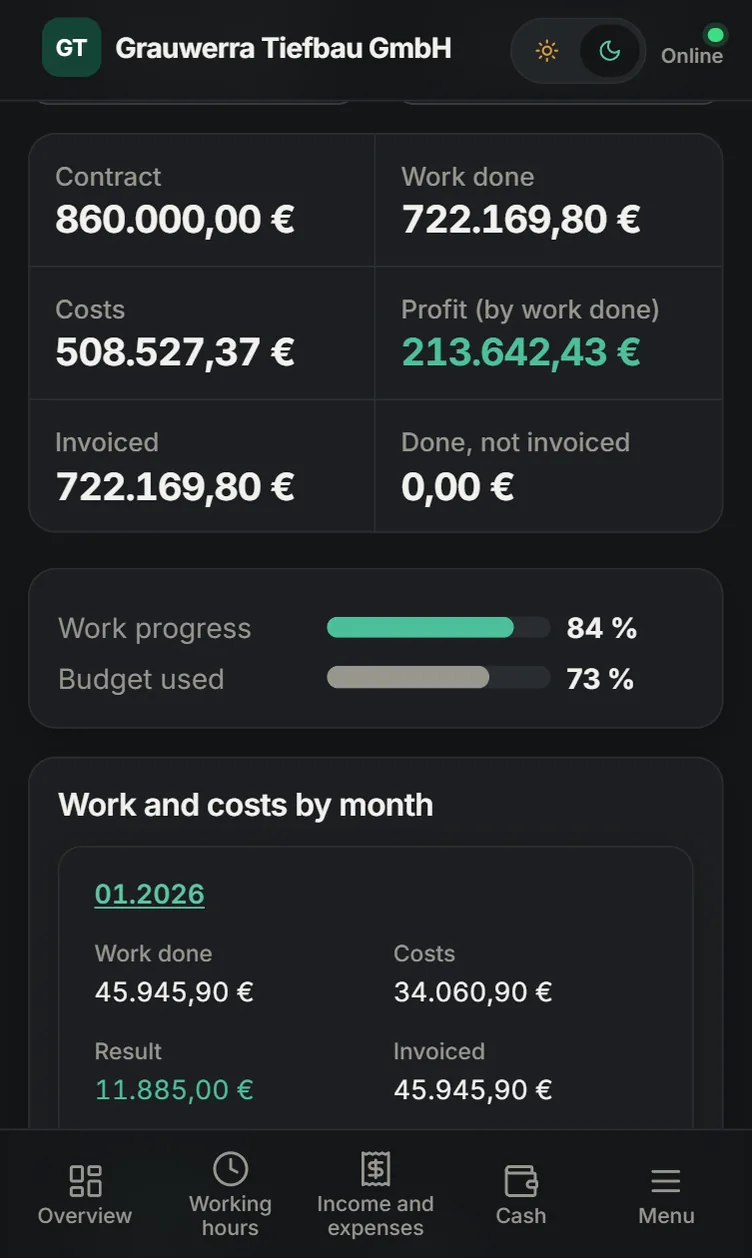 GT
Grauwerra Tiefbau GmbH
Online
Contract
860.000,00 €
Work done
722.169,80 €
Costs
508.527,37 €
Profit (by work done)
213.642,43 €
Invoiced
722.169,80 €
Done, not invoiced
0,00 €
Work progress
84 %
Budget used
73 %
Work and costs by month
01.2026
Work done
45.945,90 €
Costs
34.060,90 €
Result
11.885,00 €
Invoiced
45.945,90 €
Overview
Working
hours
Income and
expenses
Cash
Menu